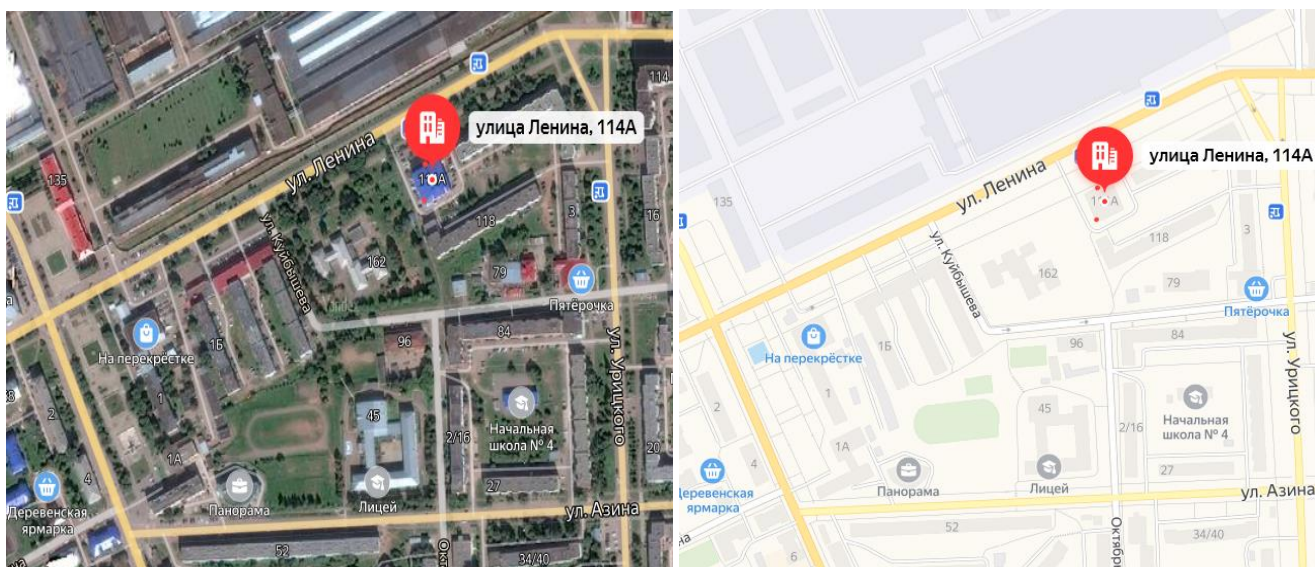 114
ул. Ленина
улица Ленина, 114А
114А
135
118
3
16
ул. Куйбышева
162
79
Пятёрочка
84
На перекрёстке
1Б
96
ул. Урицкого
2
1
45
2/16
Начальная
школа № 4
20
1А
4
27
Деревенская
ярмарка
Панорама
Лицей
ул. Азина
52
34/40
ул. Ленина
улица Ленина, 114А
135
118
3
ул. Куйбышева
162
79
Пятёрочка
84
На перекрёстке
1Б
96
ул. Урицкого
2
1
45
2/16
Начальная
школа № 4
1А
4
27
Деревенская
ярмарка
Панорама
Лицей
ул. Азина
52
6
34/40